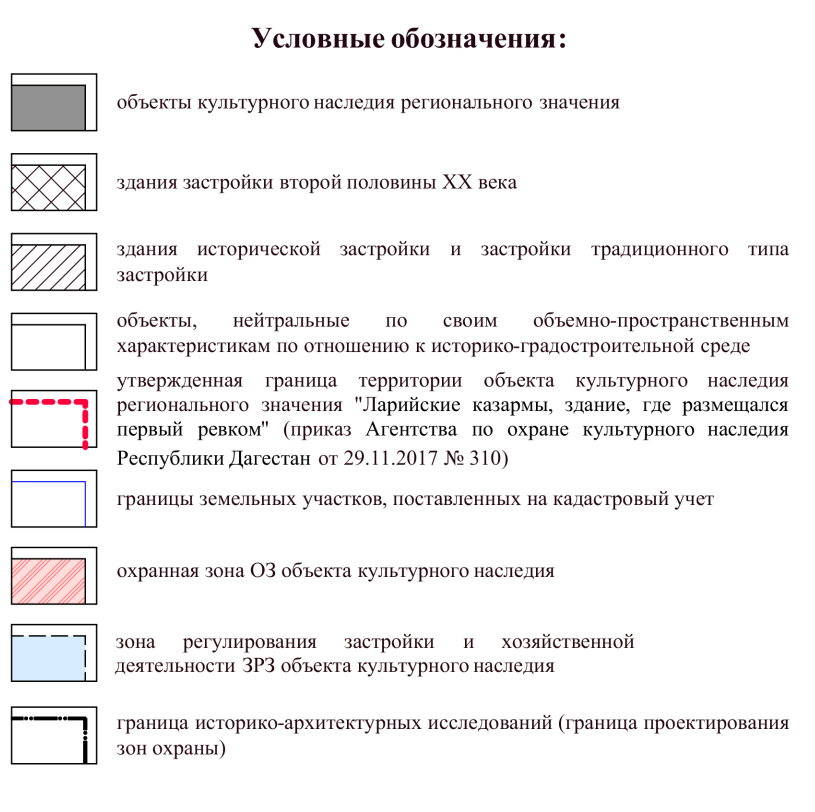 Условные обозначения:
объекты культурного наследия регионального значения
здания застройки второй половины XX века
здания исторической застройки и застройки традиционного типа
застройки
объекты, нейтральные по своим объемно-пространственным
характеристикам по отношению к историко-градостроительной среде
утвержденная граница территории объекта культурного наследия
регионального значения "Ларийские казармы, здание, где размещался
первый ревком" (приказ Агентства по охране культурного наследия
Республики Дагестан от 29.11.2017 № 310)
границы земельных участков, поставленных на кадастровый учет
охранная зона ОЗ объекта культурного наследия
зона регулирования застройки и хозяйственной
деятельности ЗРЗ объекта культурного наследия
граница историко-архитектурных исследований (граница проектирования
зон охраны)